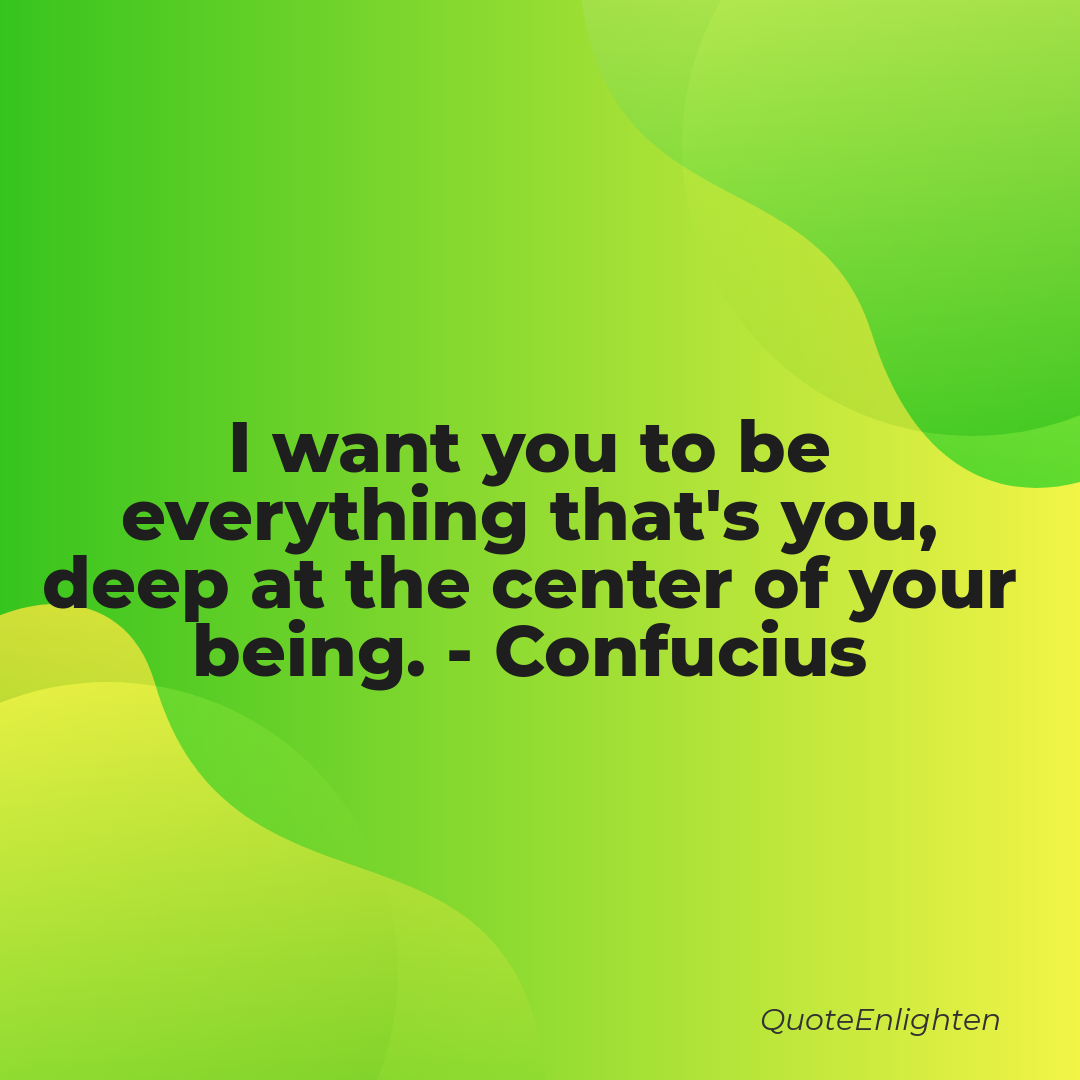 I want you to be
everything that's you,
deep at the center of your
being. - Confucius
QuoteEnlighten